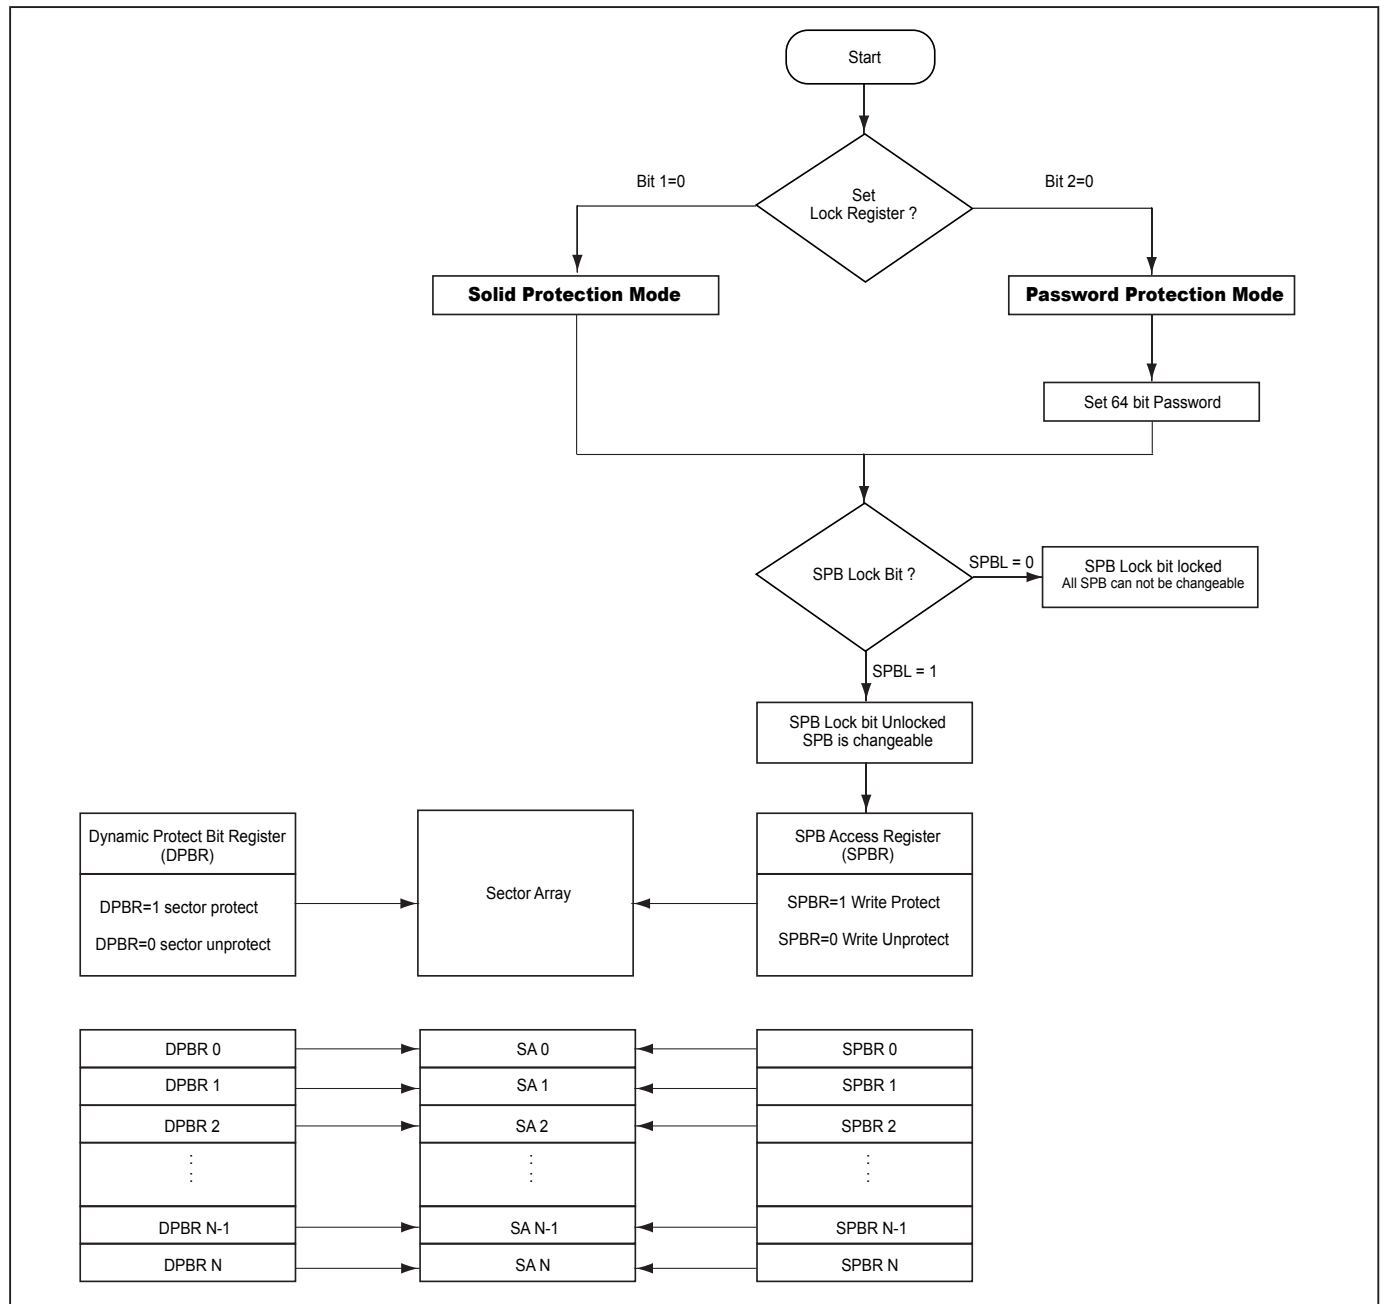 Start
Set
Lock Register ?
Bit 1=0
Bit 2=0
Solid Protection Mode
Password Protection Mode
Set 64 bit Password
SPB Lock Bit ?
SPBL = 0
SPB Lock bit locked
All SPB can not be changeable
SPBL = 1
SPB Lock bit Unlocked
SPB is changeable
Dynamic Protect Bit Register
(DPBR)
DPBR=1 sector protect
DPBR=0 sector unprotect
Sector Array
SPB Access Register
(SPBR)
SPBR=1 Write Protect
SPBR=0 Write Unprotect
DPBR 0
SA 0
SPBR 0
DPBR 1
SA 1
SPBR 1
DPBR 2
SA 2
SPBR 2
DPBR N-1
SA N-1
SPBR N-1
DPBR N
SA N
SPBR N